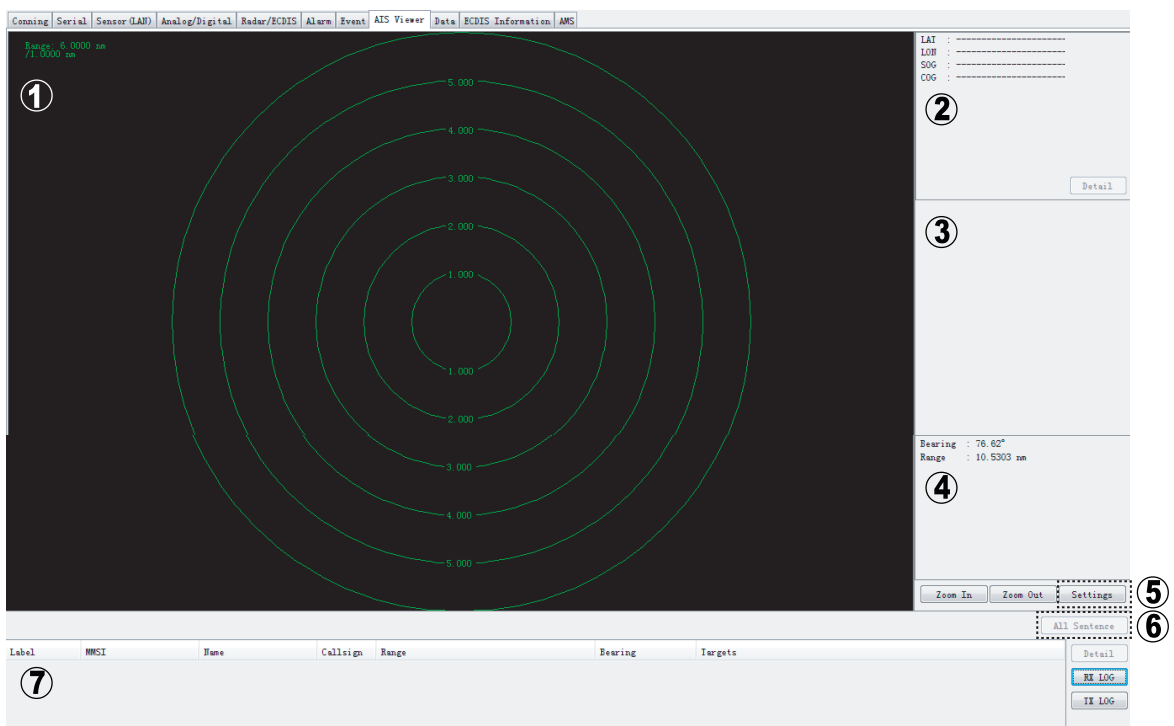 Conning Serial Sensor(LAN) Analog/Digital Radar/ECDIS Alarm Event AIS Viewer Data ECDIS Information AMS
Range: 6.0000 nm
/1.0000 nm
1
5.000
4.000
3.000
2.000
1.000
1.000
2.000
3.000
4.000
5.000
LAT : ----------------------
LON : ----------------------
SOG : ----------------------
COG : ----------------------
2
Detail
3
Bearing : 76.62°
Range : 10.5303 nm
4
Zoom In Zoom Out Settings 5
All Sentence 6
Label MMSI Name Callsign Range Bearing Targets
7
Detail
RX LOG
TX LOG